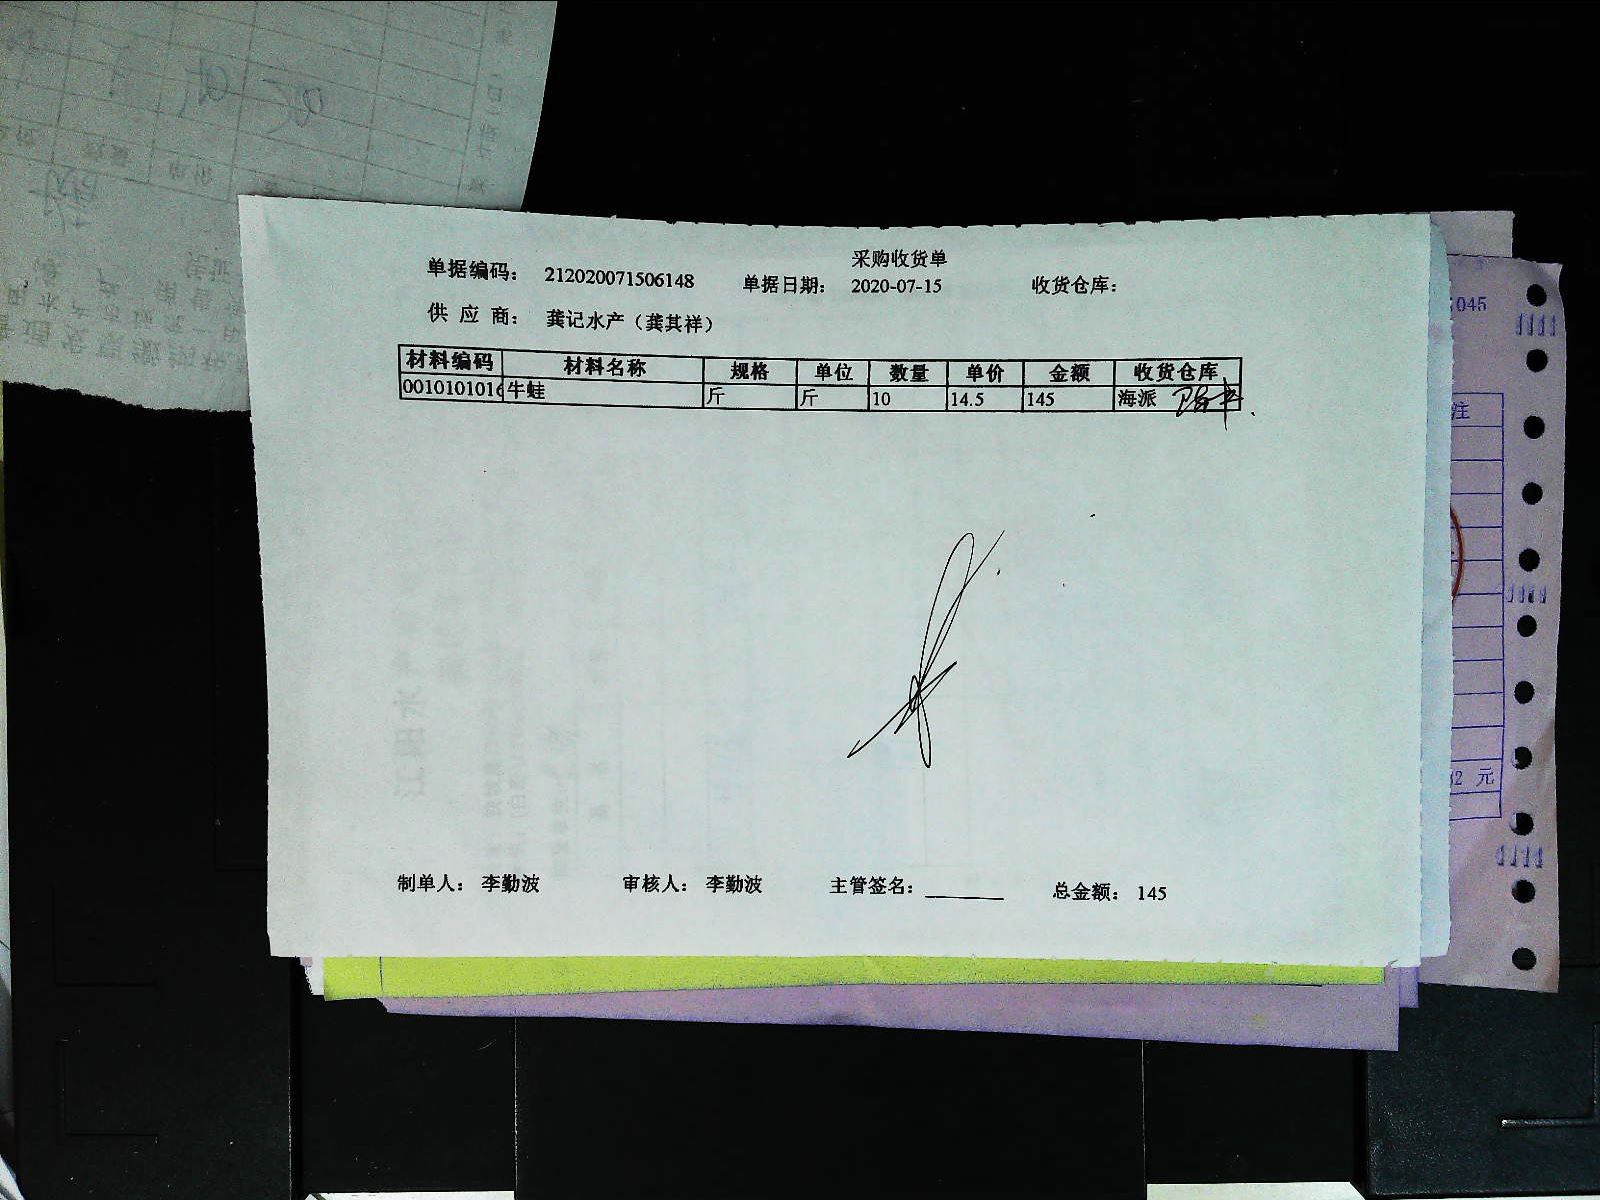 采购收货单
单据编码： 212020071506148 单据日期： 2020-07-15 收货仓库：
供 应 商： 龚记水产（龚其祥）
材料编码 材料名称 规格 单位 数量 单价 金额 收货仓库
0010101016 牛蛙 斤 斤 10 14.5 145 海派
制单人： 李勤波 审核人： 李勤波 主管签名： 总金额： 145
045
注
元